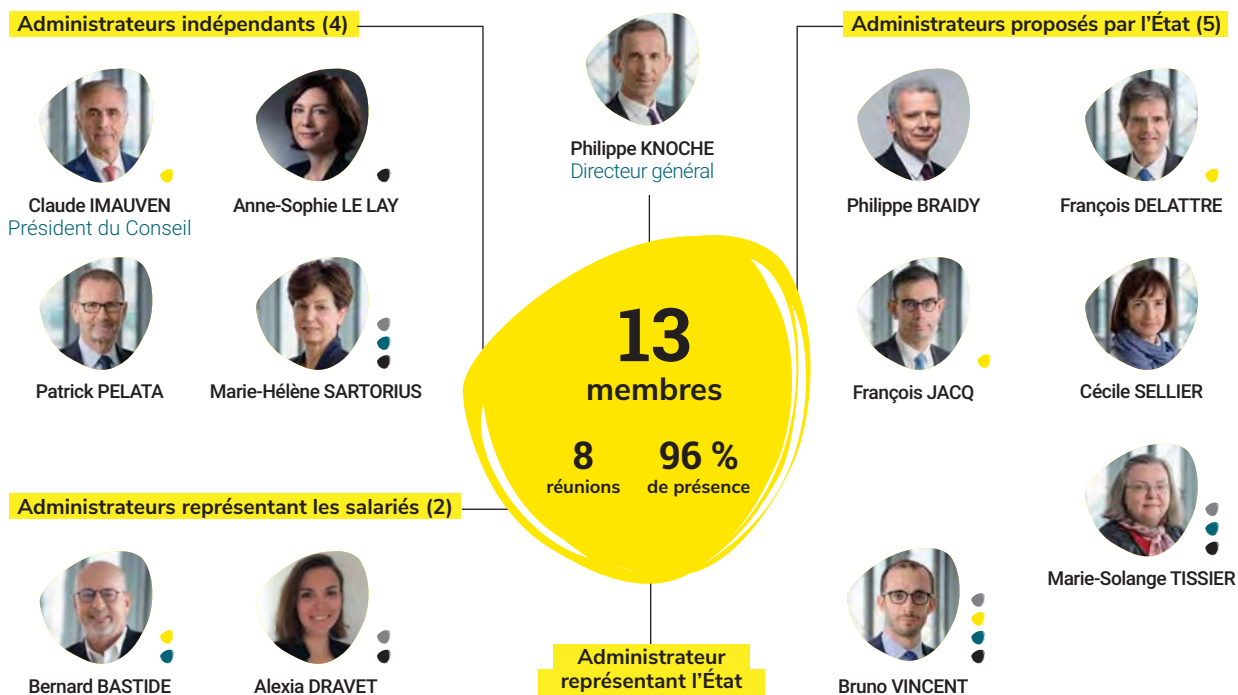 Administrateurs indépendants (4)
Claude IMAUVEN
Président du Conseil
Anne-Sophie LE LAY
Patrick PELATA
Marie-Hélène SARTORIUS
Philippe KNOCHE
Directeur général
Administrateurs proposés par l’État (5)
Philippe BRAIDY
François DELATTRE
François JACQ
Cécile SELLIER
Marie-Solange TISSIER
13
membres
8
réunions
96 %
de présence
Administrateurs représentant les salariés (2)
Bernard BASTIDE
Alexia DRAVET
Administrateur
représentant l’État
Bruno VINCENT